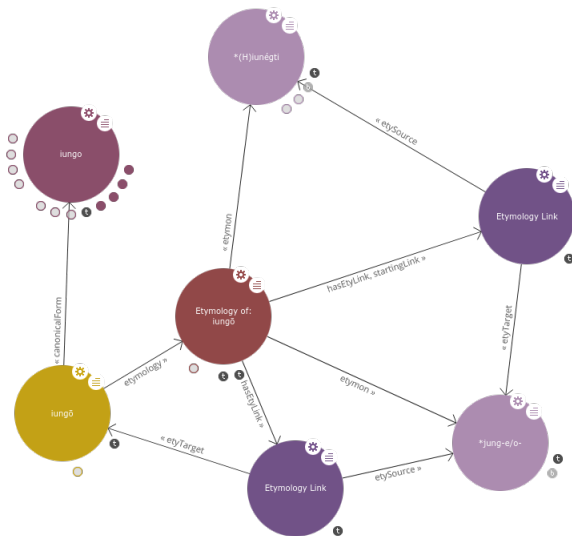 *(H)iunégti
« etySource
iungo
Etymology Link
« etymon
hasEtyLink, startingLink »
« canonicalForm
Etymology of:
iungō
« etyTarget
etymology »
etymon »
hasEtyLink »
iungō
*jung-e/o-
« etyTarget
etySource »
Etymology Link
t
b
t
t
t
t
t
b
t